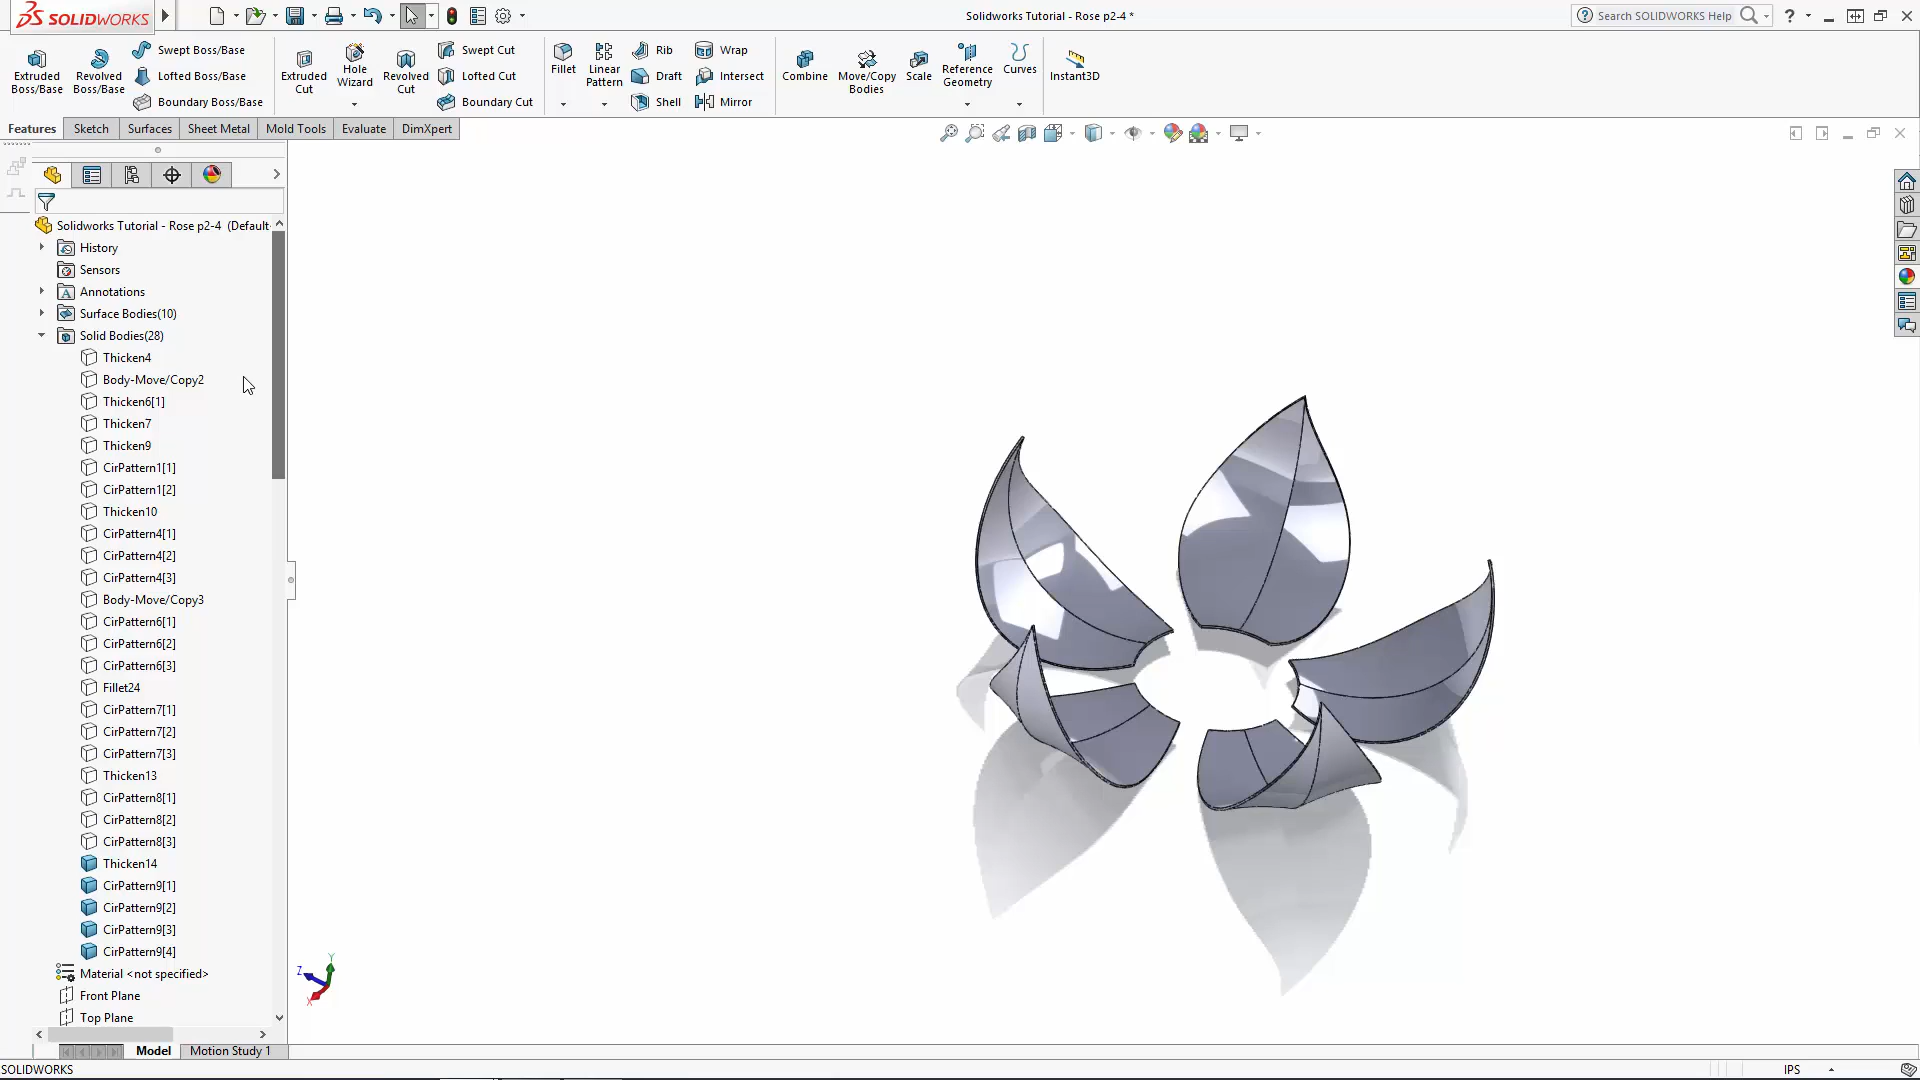 SOLIDWORKS
Solidworks Tutorial - Rose p2-4 *
Search SOLIDWORKS Help
Extruded Boss/Base
Revolved Boss/Base
Swept Boss/Base
Lofted Boss/Base
Boundary Boss/Base
Extruded Cut
Hole Wizard
Revolved Cut
Swept Cut
Lofted Cut
Boundary Cut
Fillet
Linear Pattern
Rib
Draft
Shell
Wrap
Intersect
Mirror
Combine
Move/Copy Bodies
Scale
Reference Geometry
Curves
Instant3D
Features
Sketch
Surfaces
Sheet Metal
Mold Tools
Evaluate
DimXpert
Solidworks Tutorial - Rose p2-4 (Default
History
Sensors
Annotations
Surface Bodies(10)
Solid Bodies(28)
Thicken4
Body-Move/Copy2
Thicken6[1]
Thicken7
Thicken9
CirPattern1[1]
CirPattern1[2]
Thicken10
CirPattern4[1]
CirPattern4[2]
CirPattern4[3]
Body-Move/Copy3
CirPattern6[1]
CirPattern6[2]
CirPattern6[3]
Fillet24
CirPattern7[1]
CirPattern7[2]
CirPattern7[3]
Thicken13
CirPattern8[1]
CirPattern8[2]
CirPattern8[3]
Thicken14
CirPattern9[1]
CirPattern9[2]
CirPattern9[3]
CirPattern9[4]
Material <not specified>
Front Plane
Top Plane
Y
Z
X
Model
Motion Study 1
SOLIDWORKS
IPS